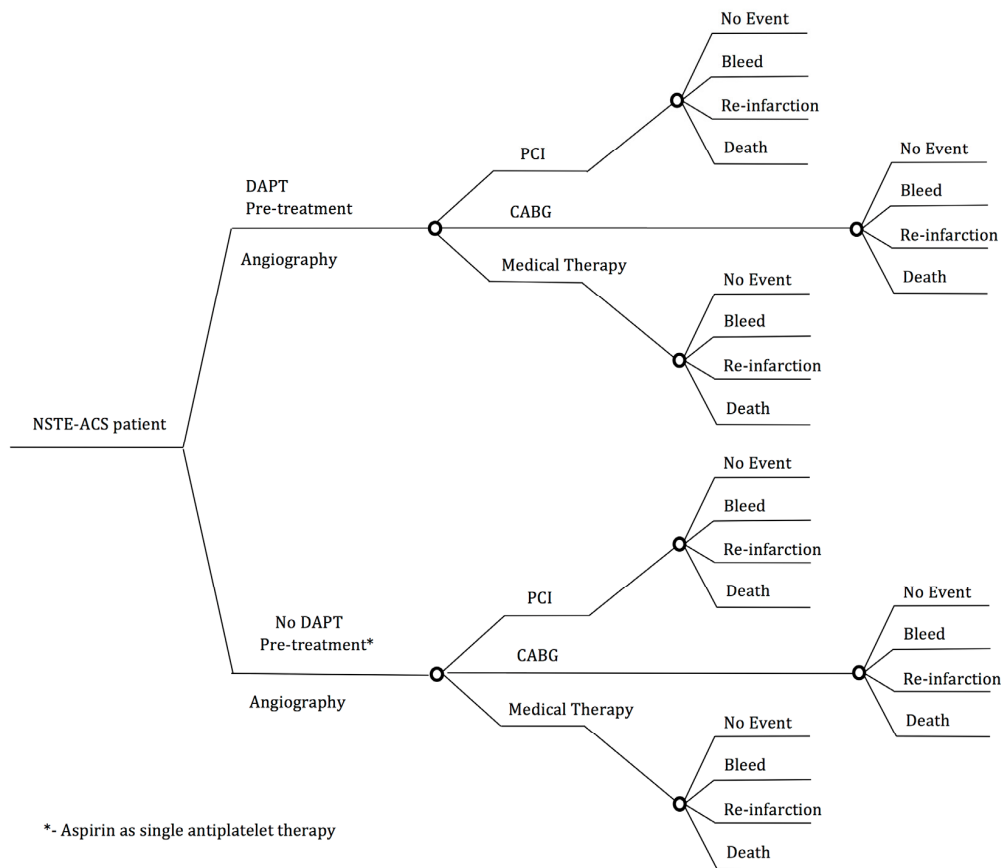 No Event
Bleed
Re-infarction
Death
PCI
No Event
Bleed
Re-infarction
Death
DAPT
Pre-treatment
CABG
Angiography
Medical Therapy
No Event
Bleed
Re-infarction
Death
NSTE-ACS patient
No Event
Bleed
Re-infarction
Death
PCI
No Event
Bleed
Re-infarction
Death
No DAPT
Pre-treatment*
CABG
Angiography
Medical Therapy
No Event
Bleed
Re-infarction
Death
*- Aspirin as single antiplatelet therapy